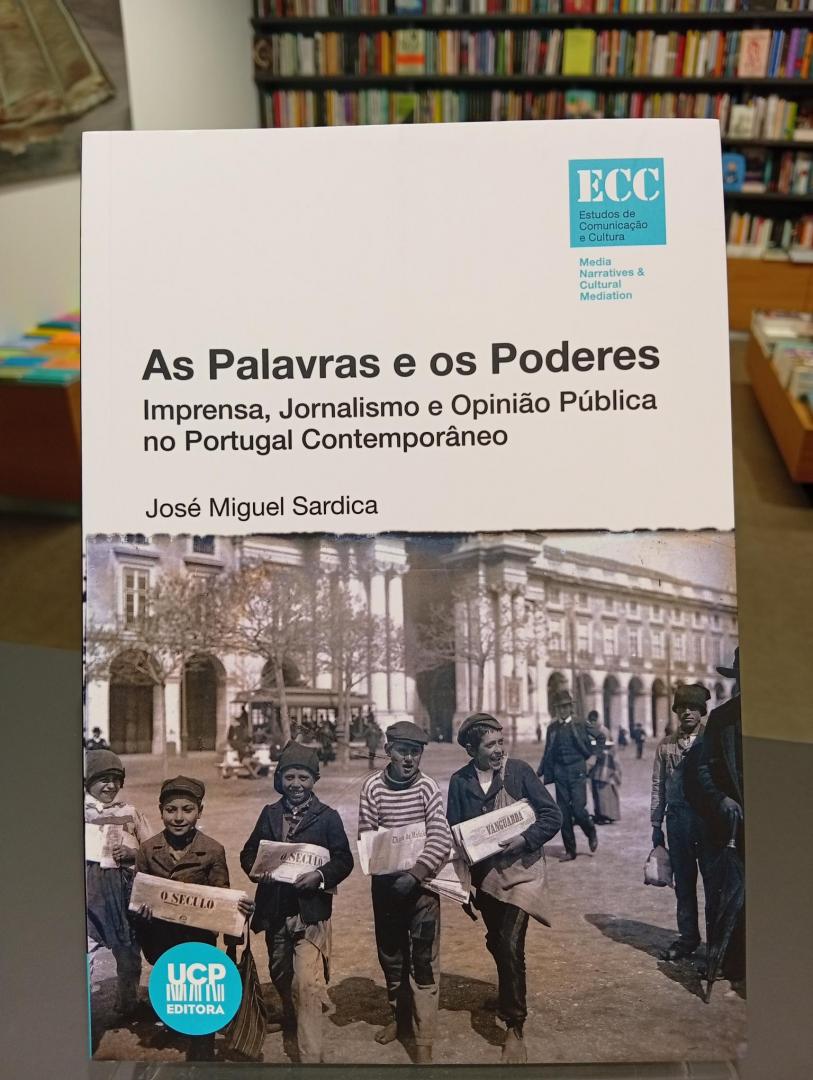 ECC
Estudos de
Comunicação
e Cultura
Media
Narratives &
Cultural
Mediation
As Palavras e os Poderes
Imprensa, Jornalismo e Opinião Pública
no Portugal Contemporâneo
José Miguel Sardica
VANGUARDA
O SECULO
O SECULO
UCP
EDITORA